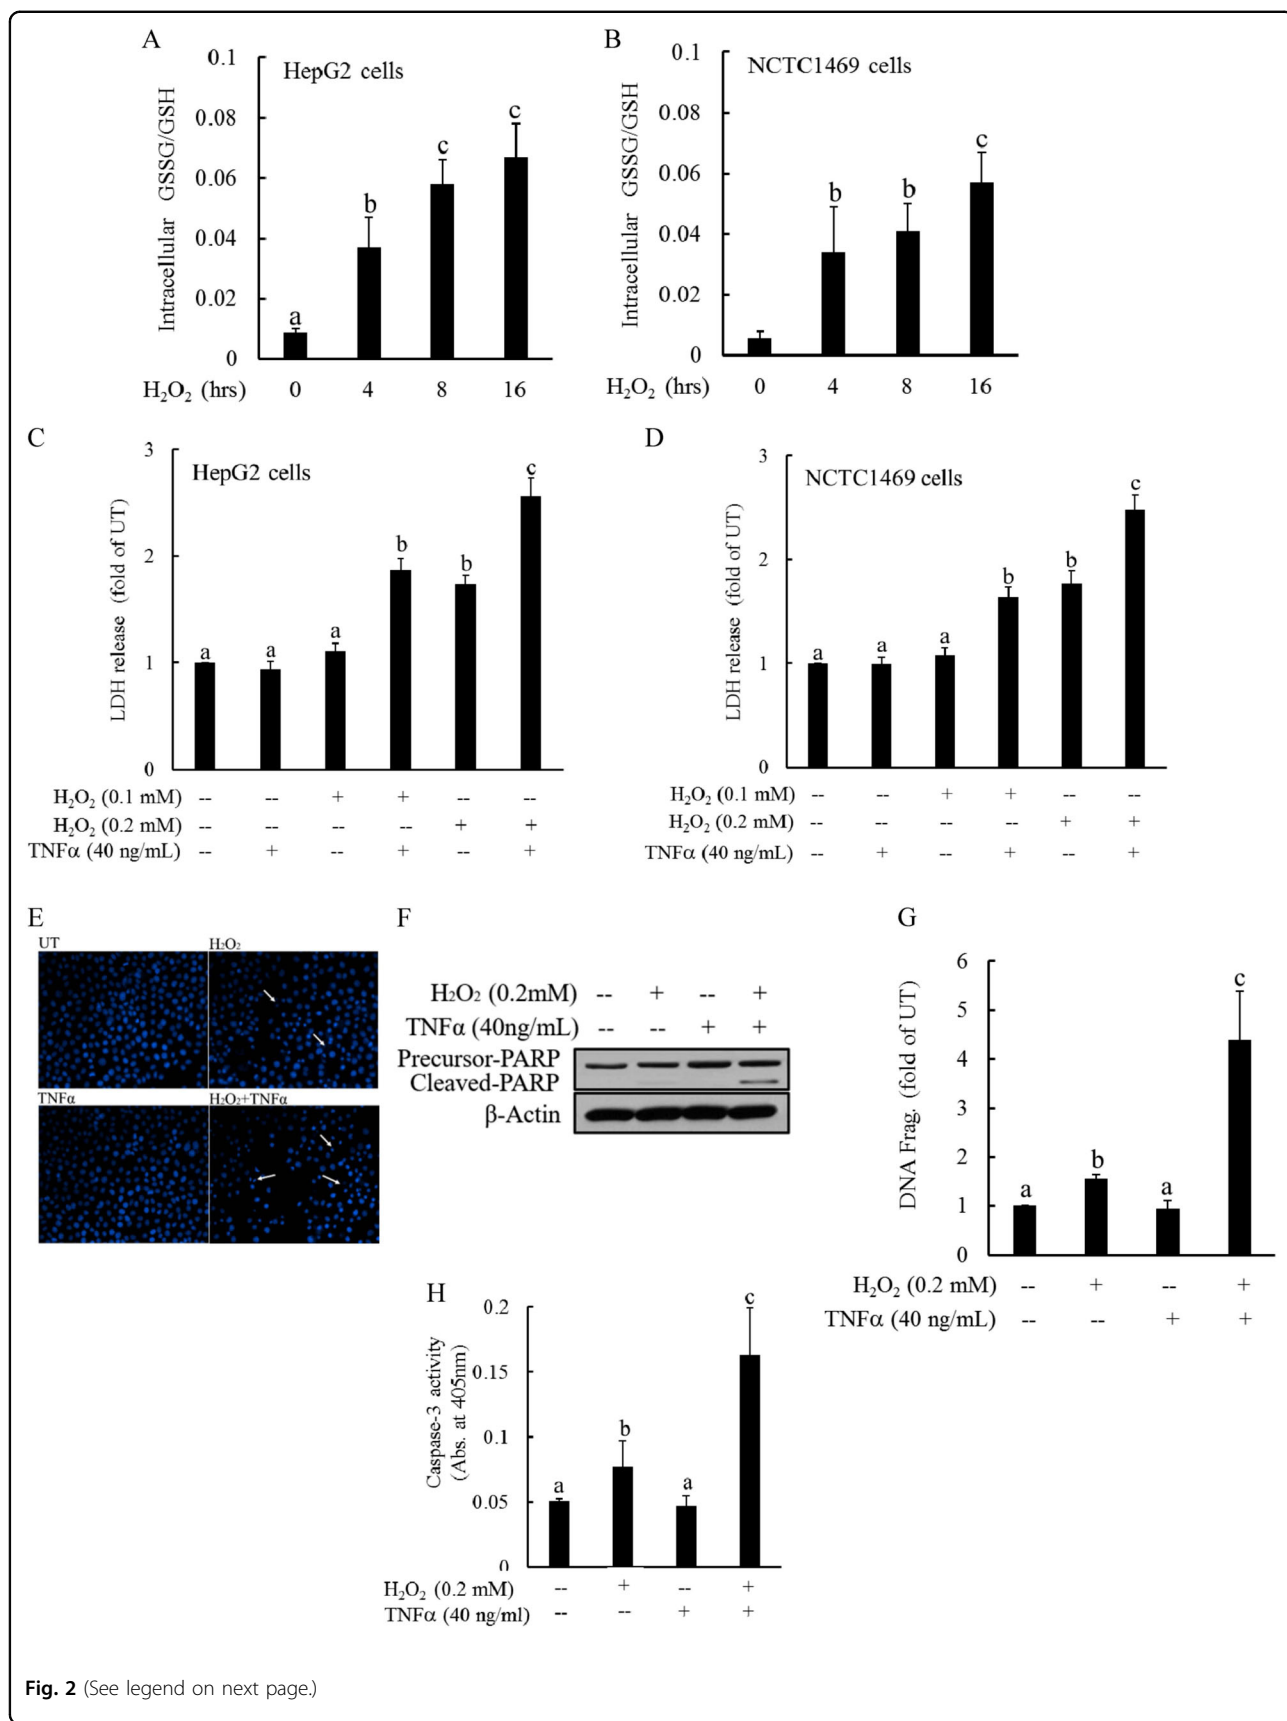 A
HepG2 cells
Intracellular GSSG/GSH
0.1
0.08
0.06
0.04
0.02
0
a
b
c
c
H₂O₂ (hrs) 0 4 8 16
B
NCTC1469 cells
Intracellular GSSG/GSH
0.1
0.08
0.06
0.04
0.02
0
b
b
c
H₂O₂ (hrs) 0 4 8 16
C
HepG2 cells
LDH release (fold of UT)
3
2
1
0
a
a
a
b
b
c
H₂O₂ (0.1 mM) -- -- + + -- --
H₂O₂ (0.2 mM) -- -- -- -- + +
TNFα (40 ng/mL) -- + -- + -- +
D
NCTC1469 cells
LDH release (fold of UT)
3
2
1
0
a
a
a
b
b
c
H₂O₂ (0.1 mM) -- -- + + -- --
H₂O₂ (0.2 mM) -- -- -- -- + +
TNFα (40 ng/mL) -- + -- + -- +
E
UT
H₂O₂
TNFα
H₂O₂+TNFα
F
H₂O₂ (0.2mM) -- + -- +
TNFα (40ng/mL) -- -- + +
Precursor-PARP
Cleaved-PARP
β-Actin
G
DNA Frag. (fold of UT)
6
5
4
3
2
1
0
a
b
a
c
H₂O₂ (0.2 mM) -- + -- +
TNFα (40 ng/mL) -- -- + +
H
Caspase-3 activity
(Abs. at 405nm)
0.2
0.15
0.1
0.05
0
a
b
a
c
H₂O₂ (0.2 mM) -- + -- +
TNFα (40 ng/ml) -- -- + +
Fig. 2 (See legend on next page.)